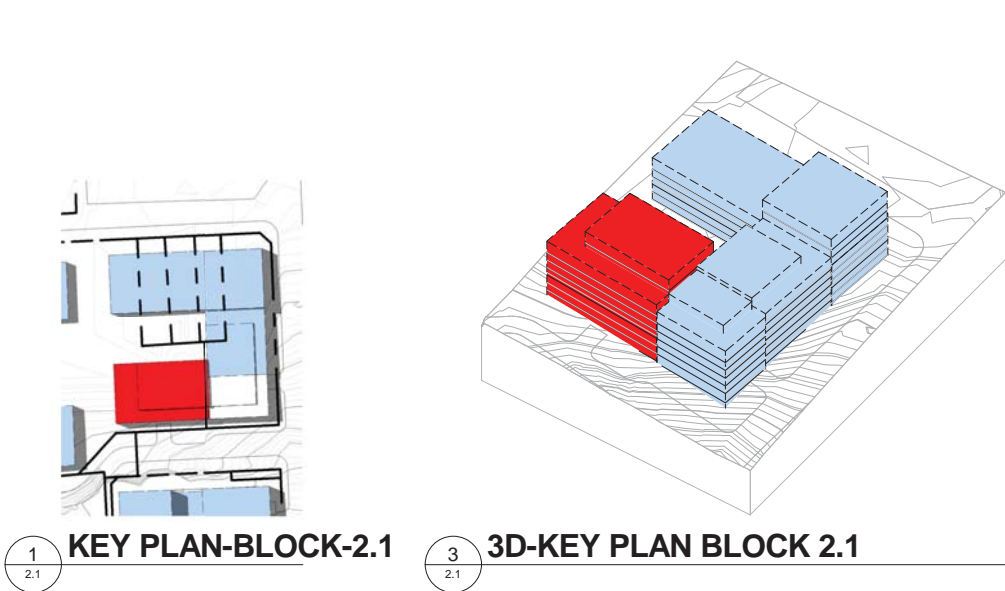 1
2.1
KEY PLAN-BLOCK-2.1
3
2.1
3D-KEY PLAN BLOCK 2.1